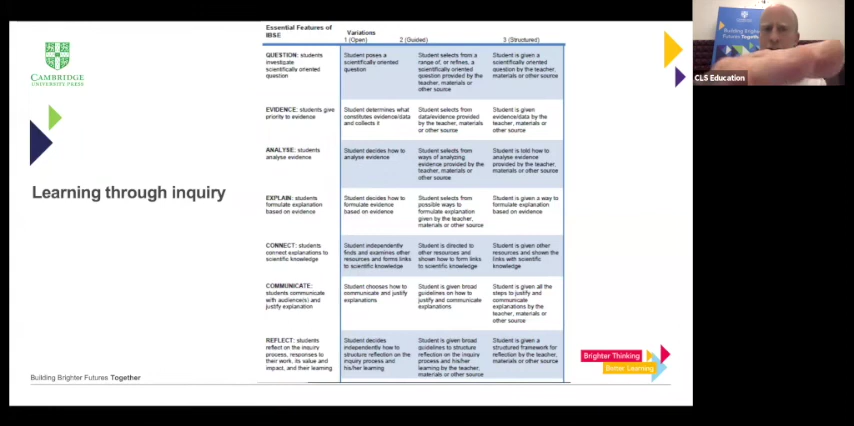 CAMBRIDGE
UNIVERSITY PRESS
Learning through inquiry
Building Brighter Futures Together
Essential Features of
IBSE
Variations
1 (Open)
2 (Guided)
3 (Structured)
QUESTION: students
investigate
scientifically oriented
question
Student poses a
scientifically oriented
question
Student selects from a
range of, or refines, a
scientifically oriented
question provided by the
teacher, materials or
other source
Student is given a
scientifically oriented
question by the teacher,
materials or other source
EVIDENCE: students give
priority to evidence
Student determines what
constitutes evidence/data
and collects it
Student selects from
data/evidence provided
by the teacher, materials
or other source
Student is given
evidence/data by the
teacher, materials or
other source
ANALYSE: students
analyse evidence
Student decides how to
analyse evidence
Student selects from
ways of analyzing
evidence provided by the
teacher, materials or
other source
Student is told how to
analyse evidence
provided by the teacher,
materials or other source
EXPLAIN: students
formulate explanation
based on evidence
Student decides how to
formulate evidence
based on evidence
Student selects from
possible ways to
formulate explanation
given by the teacher,
materials or other source
Student is given a way to
formulate explanation
based on evidence
CONNECT: students
connect explanations to
scientific knowledge
Student independently
finds and examines other
resources and forms links
to scientific knowledge
Student is directed to
other resources and
shown how to form links
to scientific knowledge
Student is given other
resources and shown the
links with scientific
knowledge
COMMUNICATE:
students communicate
with audience(s) and
justify explanation
Student chooses how to
communicate and justify
explanations
Student is given broad
guidelines on how to
justify and communicate
explanations
Student is given all the
steps to justify and
communicate
explanations by the
teacher, materials or
other source
REFLECT: students
reflect on the inquiry
process, responses to
their work, its value and
impact, and their learning
Student decides
independently how to
structure reflection on the
inquiry process and
his/her learning
Student is given broad
guidelines to structure
reflection on the inquiry
process and his/her
learning by the teacher,
materials or other source
Student is given a
structured framework for
reflection by the teacher,
materials or other source
Brighter Thinking
Better Learning
Building Brighter
Futures Together
CLS Education